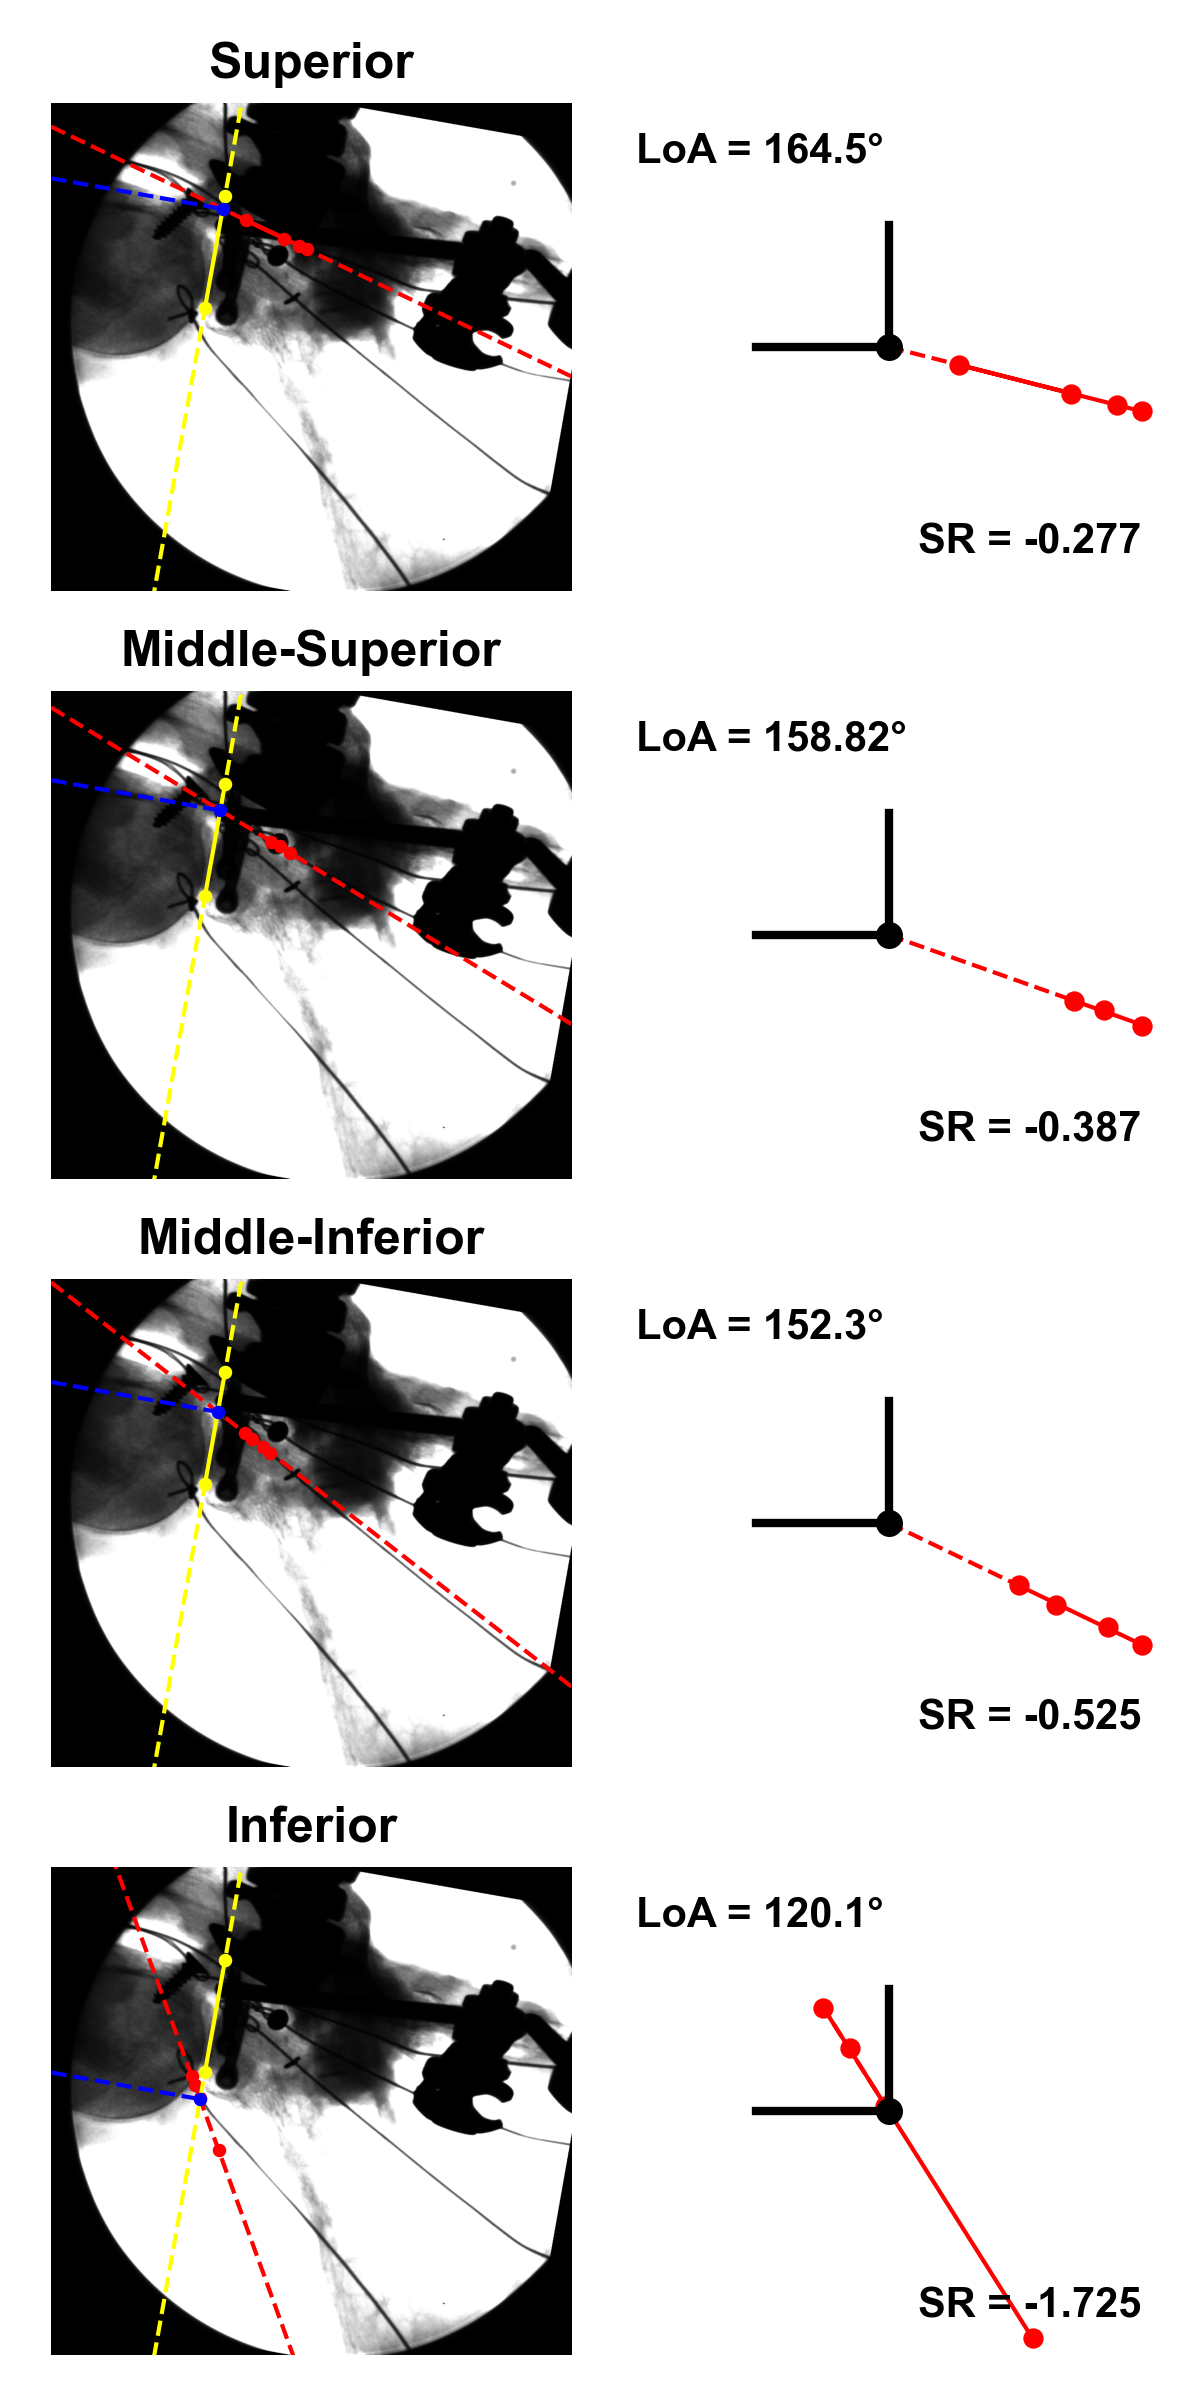 Superior
LoA = 164.5°
SR = -0.277
Middle-Superior
LoA = 158.82°
SR = -0.387
Middle-Inferior
LoA = 152.3°
SR = -0.525
Inferior
LoA = 120.1°
SR = -1.725